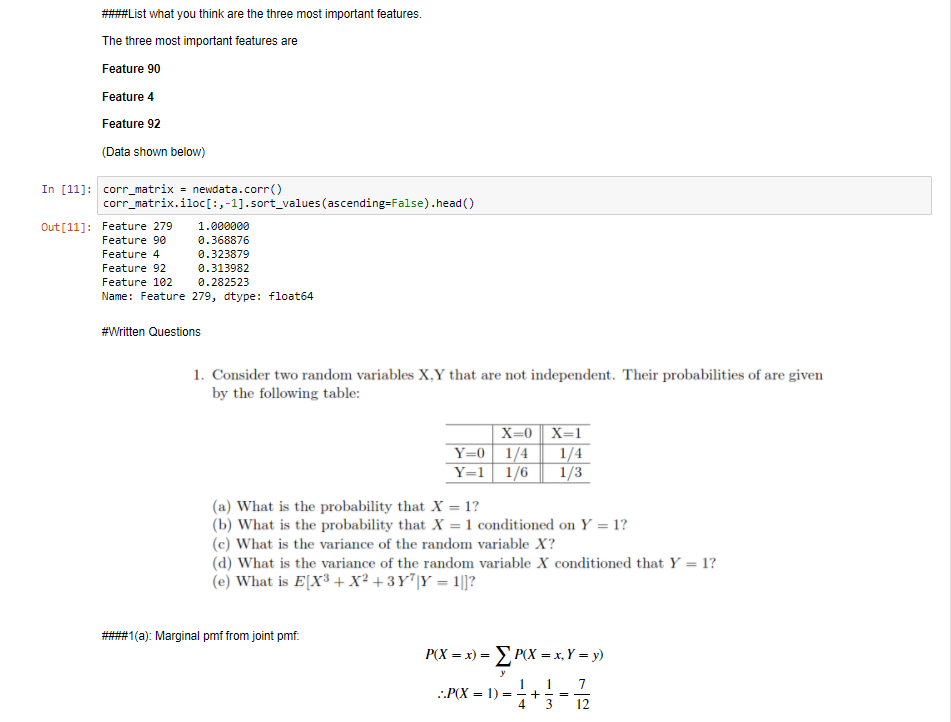 ####List what you think are the three most important features.
The three most important features are
Feature 90
Feature 4
Feature 92
(Data shown below)
In [11]: corr_matrix = newdata.corr()
corr_matrix.iloc[:,-1].sort_values(ascending=False).head()
Out[11]: Feature 279 1.000000
Feature 90 0.368876
Feature 4 0.323879
Feature 92 0.313982
Feature 102 0.282523
Name: Feature 279, dtype: float64
#Written Questions
1. Consider two random variables X,Y that are not independent. Their probabilities of are given
by the following table:
X=0 X=1
Y=0 1/4 1/4
Y=1 1/6 1/3
(a) What is the probability that X = 1?
(b) What is the probability that X = 1 conditioned on Y = 1?
(c) What is the variance of the random variable X?
(d) What is the variance of the random variable X conditioned that Y = 1?
(e) What is E[X³ + X² + 3Y⁷|Y = 1]]?
####1(a): Marginal pmf from joint pmf:
P(X = x) = ∑_y P(X = x, Y = y)
∴P(X = 1) = 1/4 + 1/3 = 7/12